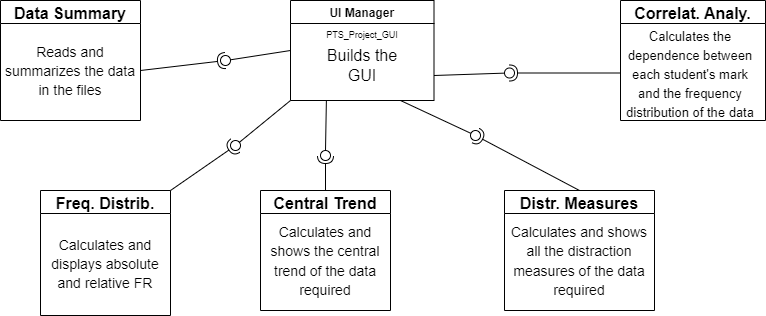 Data Summary
Reads and
summarizes the data
in the files
UI Manager
PTS_Project_GUI
Builds the
GUI
Correlat. Analy.
Calculates the
dependence between
each student's mark
and the frequency
distribution of the data
Freq. Distrib.
Calculates and
displays absolute
and relative FR
Central Trend
Calculates and
shows the central
trend of the data
required
Distr. Measures
Calculates and shows
all the distraction
measures of the data
required